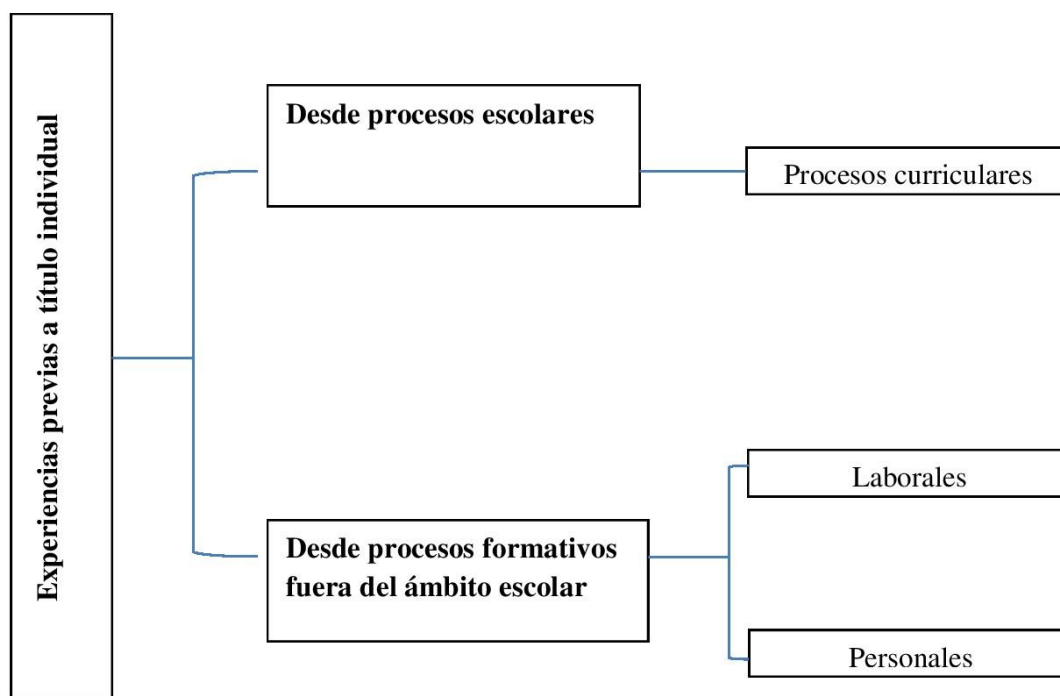 Experiencias previas a título individual
Desde procesos escolares
Procesos curriculares
Desde procesos formativos
fuera del ámbito escolar
Laborales
Personales